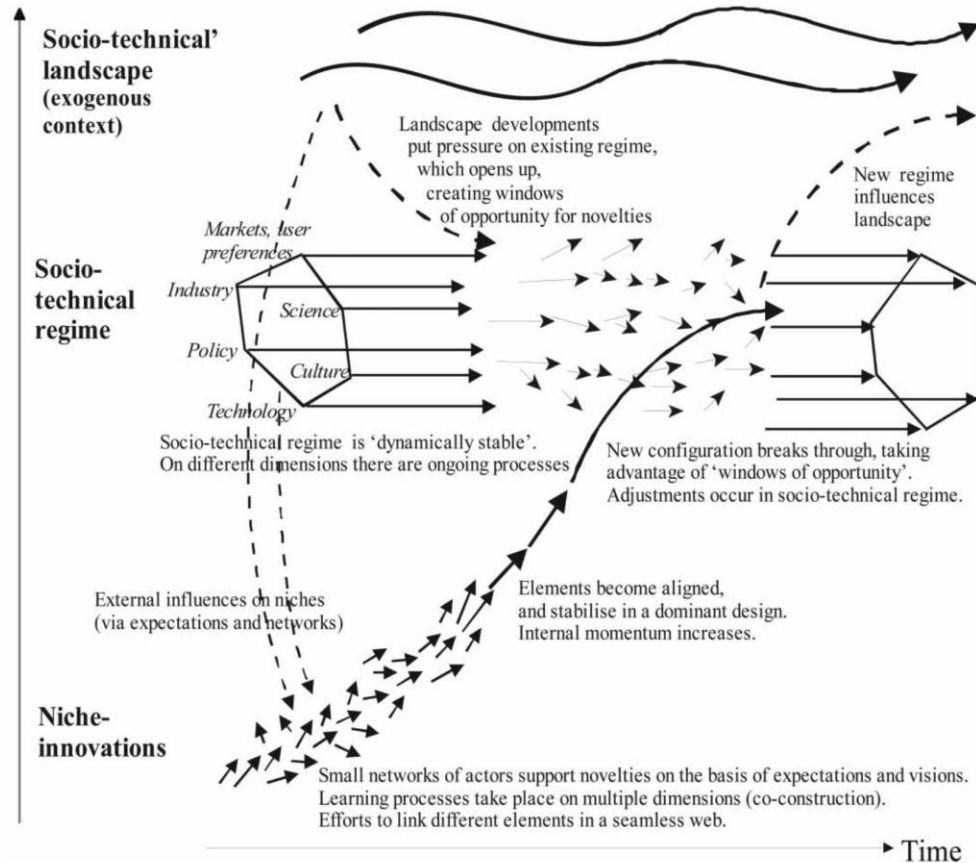 Socio-technical’
landscape
(exogenous
context)
Landscape developments
put pressure on existing regime,
which opens up,
creating windows
of opportunity for novelties
New regime
influences
landscape
Socio-
technical
regime
Markets, user
preferences
Industry
Science
Policy
Culture
Technology
Socio-technical regime is ‘dynamically stable’.
On different dimensions there are ongoing processes
New configuration breaks through, taking
advantage of ‘windows of opportunity’.
Adjustments occur in socio-technical regime.
External influences on niches
(via expectations and networks)
Elements become aligned,
and stabilise in a dominant design.
Internal momentum increases.
Niche-
innovations
Small networks of actors support novelties on the basis of expectations and visions.
Learning processes take place on multiple dimensions (co-construction).
Efforts to link different elements in a seamless web.
Time